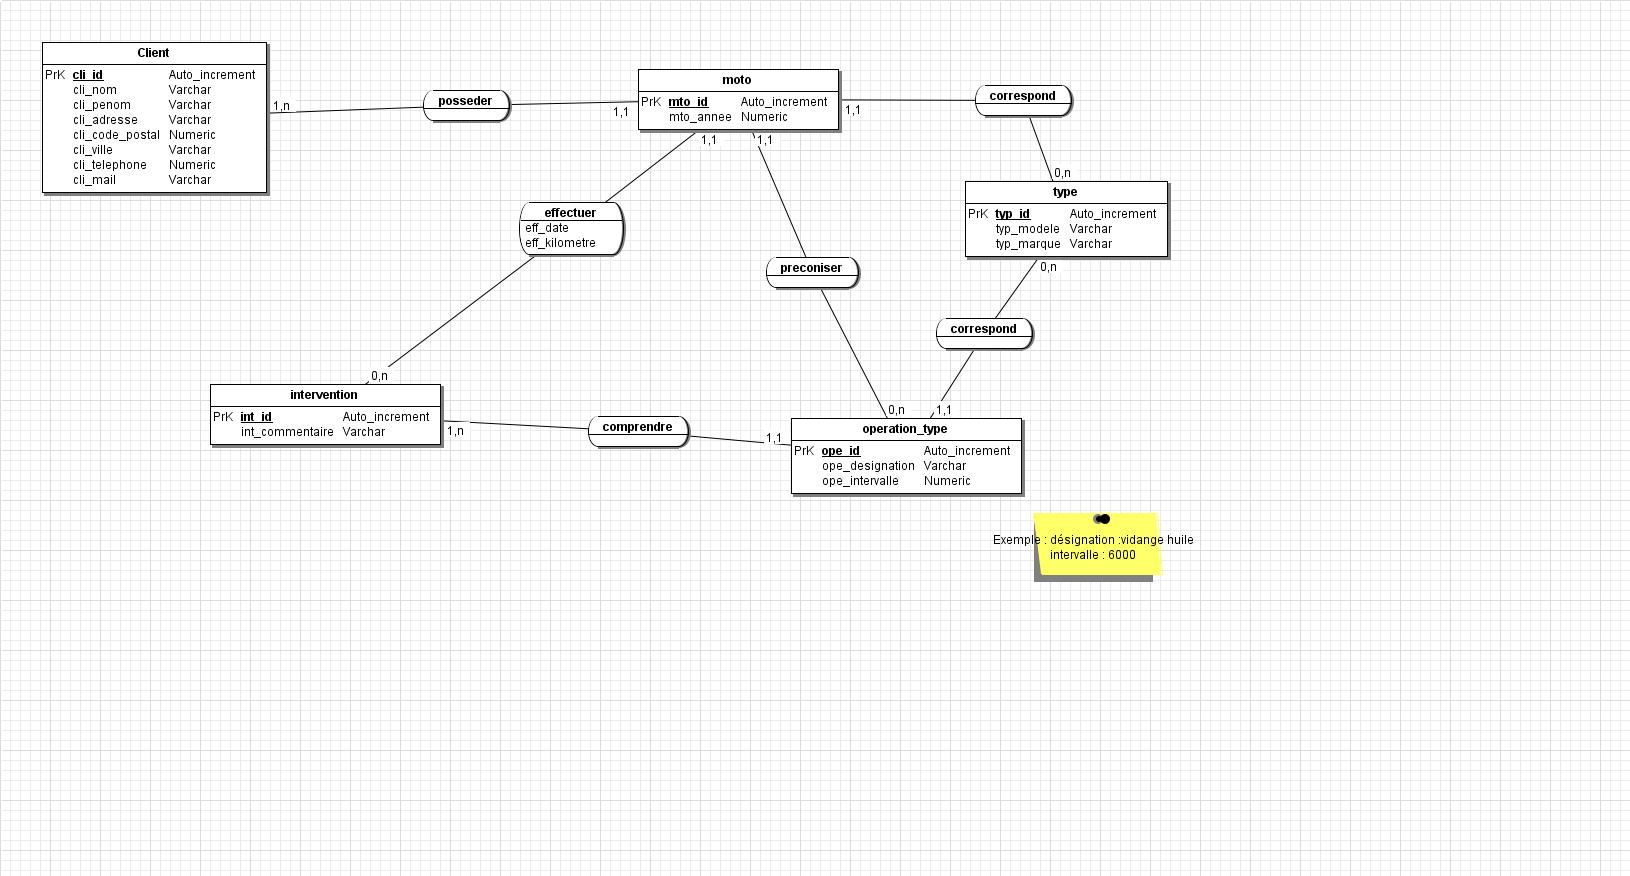 Client
PrK cli_id Auto_increment
cli_nom Varchar
cli_penom Varchar
cli_adresse Varchar
cli_code_postal Numeric
cli_ville Varchar
cli_telephone Numeric
cli_mail Varchar
1,n
posseder
1,1
moto
PrK mto_id Auto_increment
mto_annee Numeric
1,1
correspond
0,n
1,1
1,1
effectuer
eff_date
eff_kilometre
type
PrK typ_id Auto_increment
typ_modele Varchar
typ_marque Varchar
preconiser
0,n
correspond
0,n
intervention
PrK int_id Auto_increment
int_commentaire Varchar
1,n
comprendre
1,1
0,n
1,1
operation_type
PrK ope_id Auto_increment
ope_designation Varchar
ope_intervalle Numeric
Exemple : désignation :vidange huile
intervalle : 6000